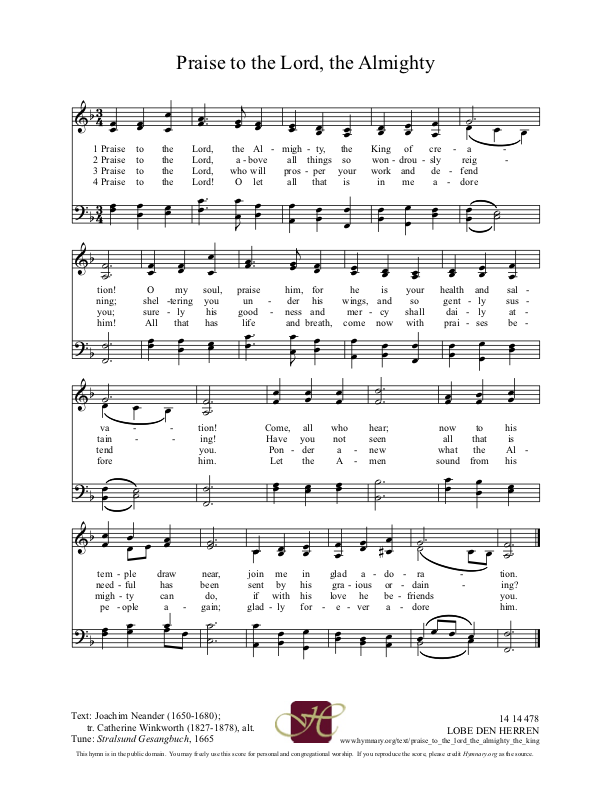 Praise to the Lord, the Almighty
1 Praise to the Lord, the Al - migh - ty, the King of cre - a -
2 Praise to the Lord, a - bove all things so won - drous - ly reig -
3 Praise to the Lord, who will pros - per your work and de - fend
4 Praise to the Lord! O let all that is in me a - dore
tion! O my soul, praise him, for he is your health and sal -
ning; shel - tering you un - der his wings, and so gent - ly sus -
you; sure - ly his good - ness and mer - cy shall dai - ly at -
him! All that has life and breath, come now with prai - ses be -
va - tion! Come, all who hear; now to his
tain - ing! Have you not seen all that is
tend you. Pon - der a - new what the Al -
fore him. Let the A - men sound from his
tem - ple draw near, join me in glad a - do - ra - tion.
need - ful has been sent by his gra - ious or - dain - ing?
migh - ty can do, if with his love he be - friends you.
peo - ple a - gain; glad - ly for - e - ver a - dore him.
Text: Joachim Neander (1650-1680);
tr. Catherine Winkworth (1827-1878), alt.
Tune: Stralsund Gesangbuch, 1665
H
14 14 478
LOBE DEN HERREN
www.hymnary.org/text/praise_to_the_lord_the_almighty_the_king
This hymn is in the public domain. You may freely use this score for personal and congregational worship. If you reproduce the score, please credit Hymnary.org as the source.